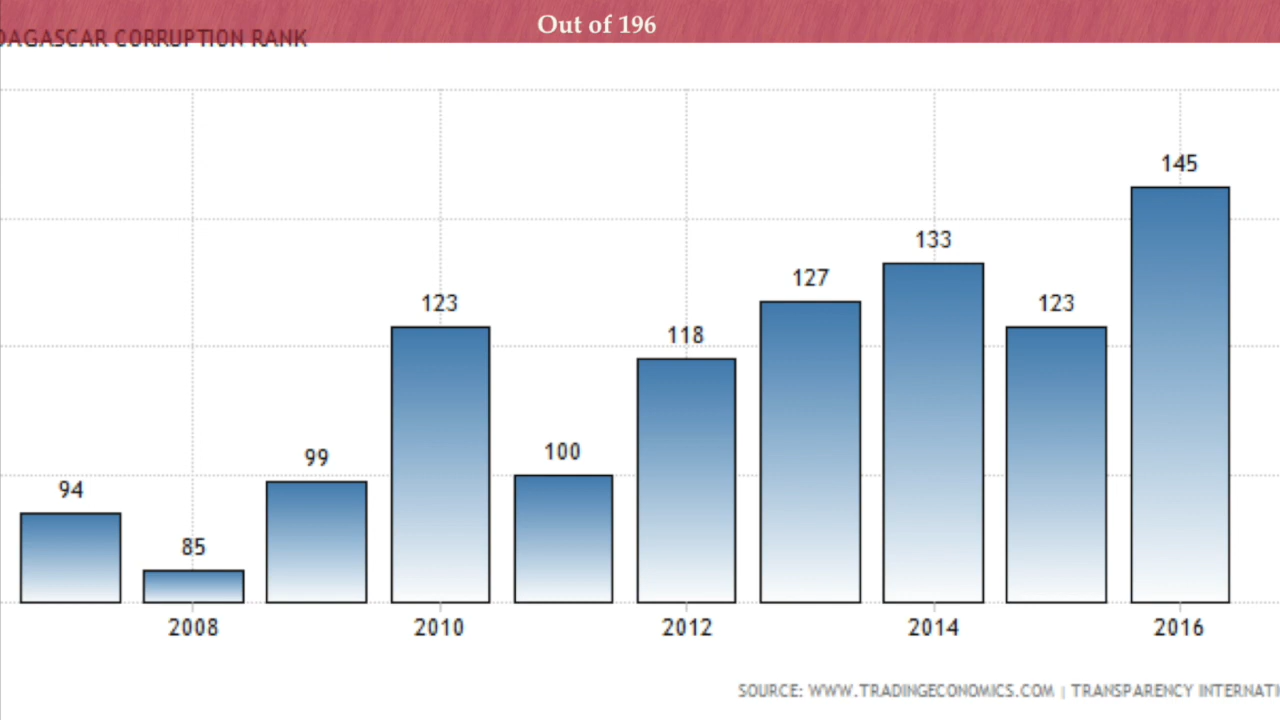 Out of 196
DAGASCAR CORRUPTION RANK
145
133
127
123
123
118
100
99
94
85
2008 2010 2012 2014 2016
SOURCE: WWW.TRADINGECONOMICS.COM | TRANSPARENCY INTERNATI